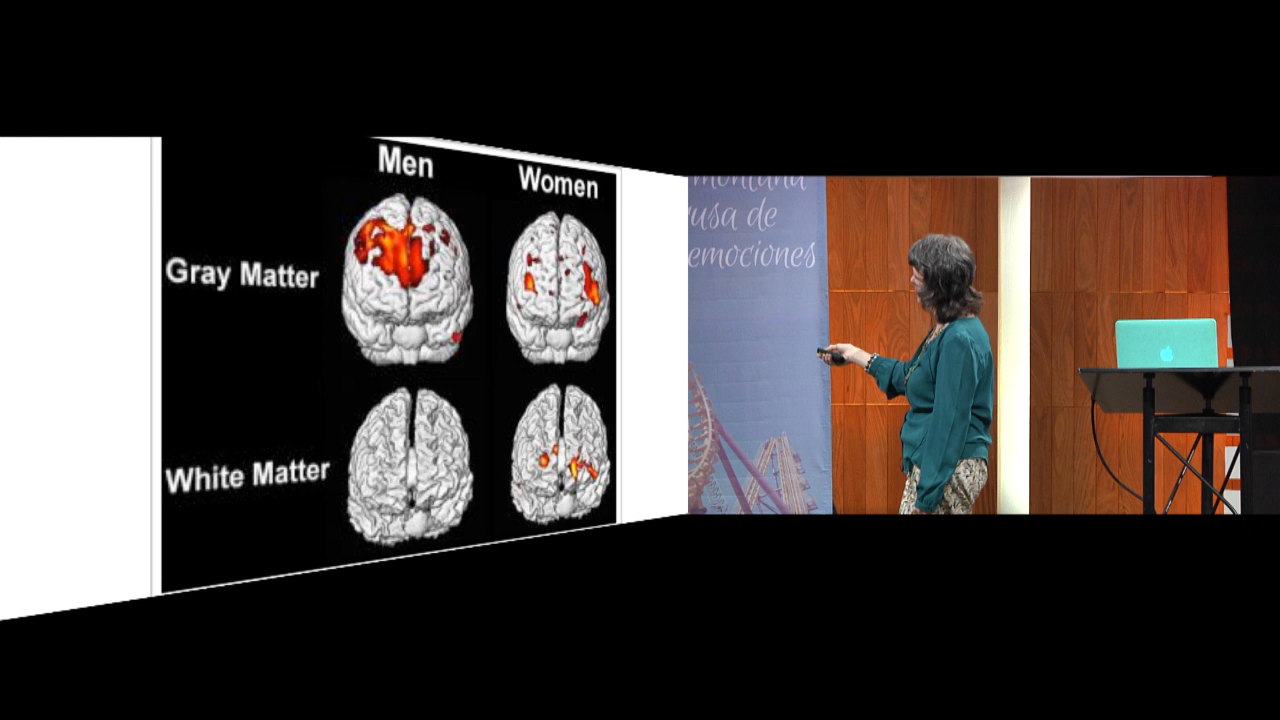 Men
Women
Gray Matter
White Matter
montaña
usa de
emociones